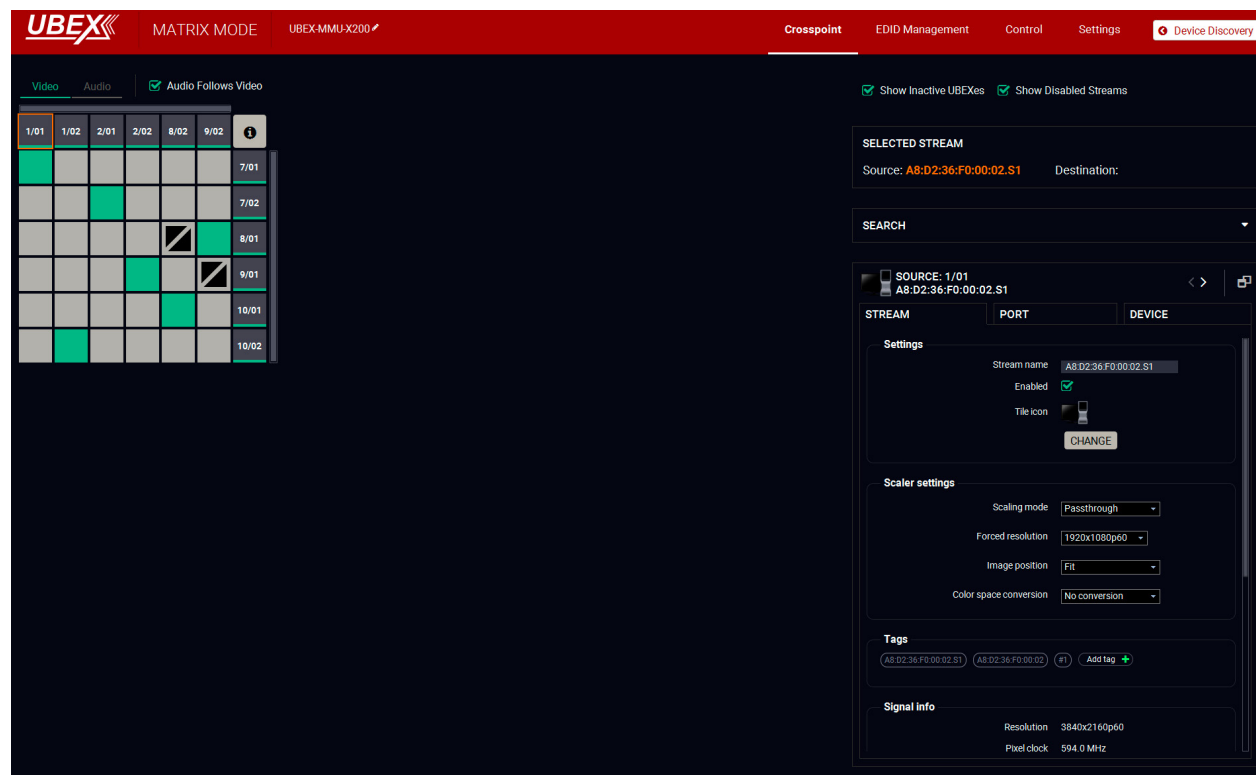 UBEX MATRIX MODE UBEX-MMU-X200 Crosspoint EDID Management Control Settings Device Discovery
Video Audio Audio Follows Video
1/01 1/02 2/01 2/02 8/02 9/02
7/01
7/02
8/01
9/01
10/01
10/02
Show Inactive UBEXes Show Disabled Streams
SELECTED STREAM
Source: A8:D2:36:F0:00:02.S1 Destination:
SEARCH
SOURCE: 1/01
A8:D2:36:F0:00:02.S1
STREAM PORT DEVICE
Settings
Stream name A8:D2:36:F0:00:02.S1
Enabled
Tile icon
CHANGE
Scaler settings
Scaling mode Passthrough
Forced resolution 1920x1080p60
Image position Fit
Color space conversion No conversion
Tags
A8:D2:36:F0:00:02.S1 A8:D2:36:F0:00:02 #1 Add tag +
Signal info
Resolution 3840x2160p60
Pixel clock 594.0 MHz